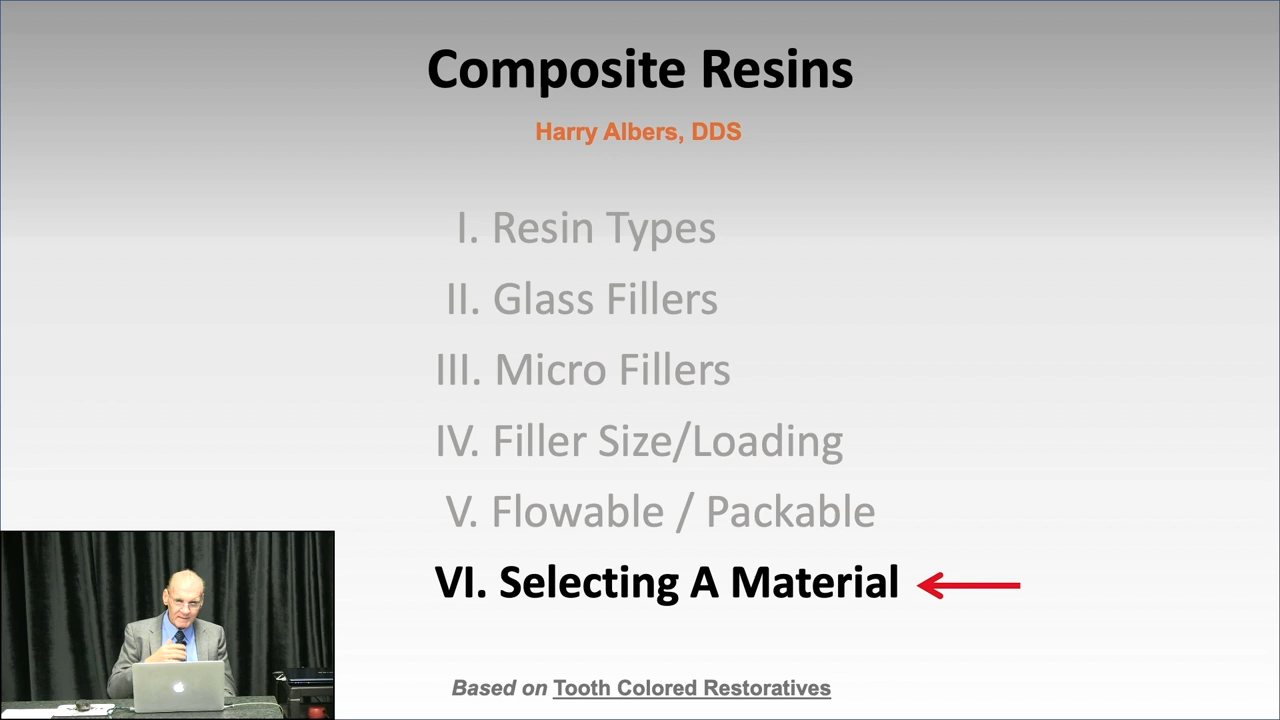 Composite Resins
Harry Albers, DDS
I. Resin Types
II. Glass Fillers
III. Micro Fillers
IV. Filler Size/Loading
V. Flowable / Packable
VI. Selecting A Material
Based on Tooth Colored Restoratives